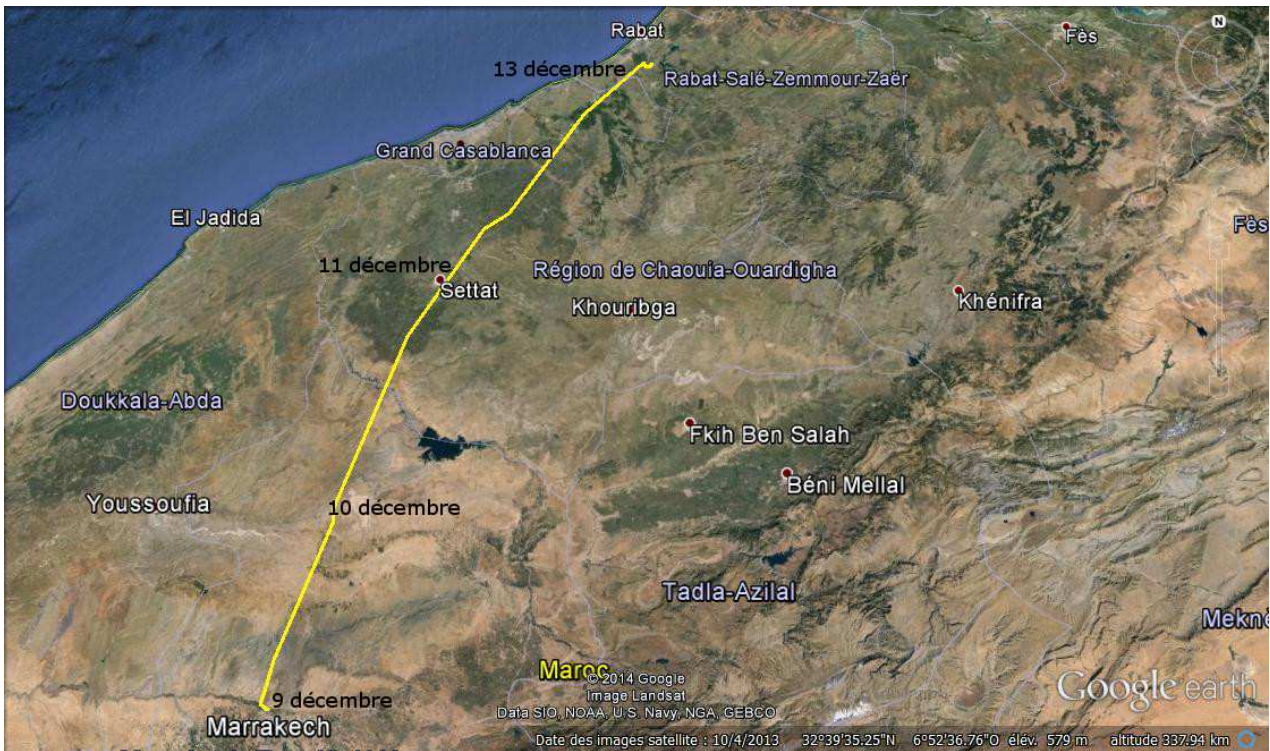 Rabat
Fès
13 décembre
Rabat-Salé-Zemmour-Zaër
N
Grand Casablanca
El Jadida
Fès
11 décembre
Région de Chaouia-Ouardigha
Settat
Khouribga
Khénifra
Doukkala-Abda
Fkih Ben Salah
Béni Mellal
Youssoufia
10 décembre
Tadla-Azilal
Mekne
Maroc
© 2014 Google
Image Landsat
Data SIO, NOAA, U.S. Navy, NGA, GEBCO
Google earth
9 décembre
Marrakech
Date des images satellite : 10/4/2013 32°39'35.25"N 6°52'36.76"O élév. 579 m altitude 337.94 km